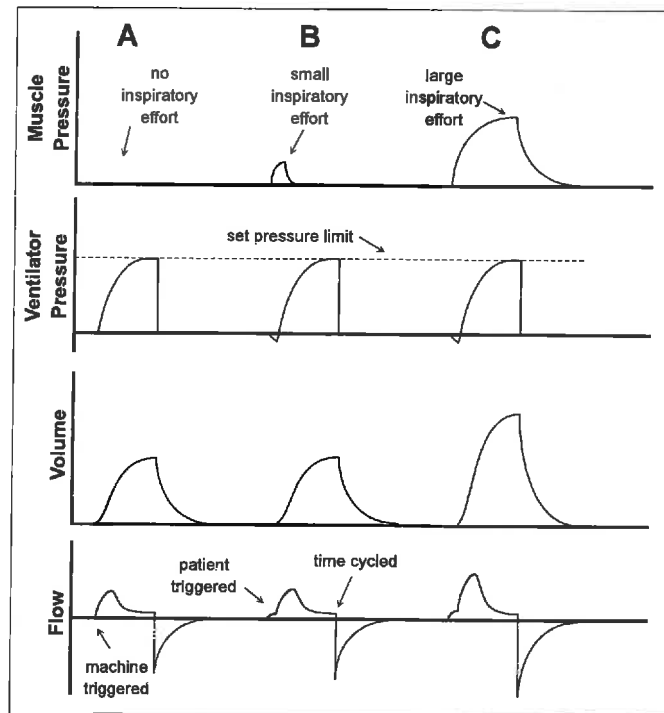 A
B
C
no
inspiratory
effort
small
inspiratory
effort
large
inspiratory
effort
Muscle
Pressure
set pressure limit
Ventilator
Pressure
Volume
patient
triggered
time cycled
Flow
machine
triggered